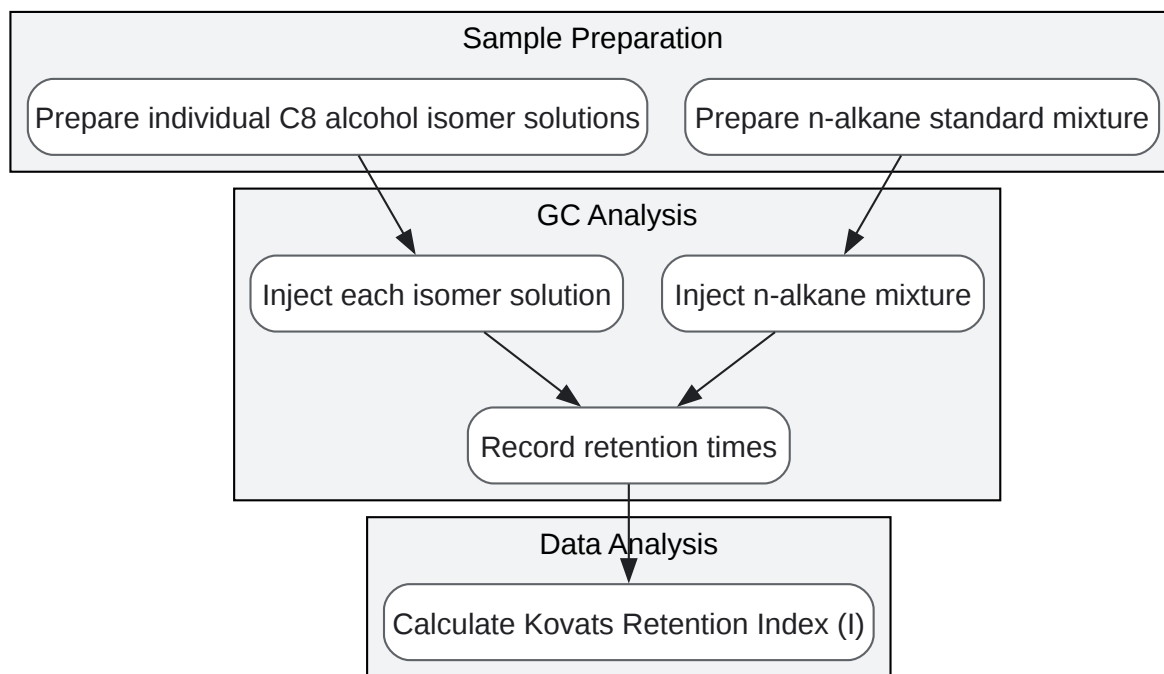 Sample Preparation
Prepare individual C8 alcohol isomer solutions
Prepare n-alkane standard mixture
GC Analysis
Inject each isomer solution
Inject n-alkane mixture
Record retention times
Data Analysis
Calculate Kovats Retention Index (I)